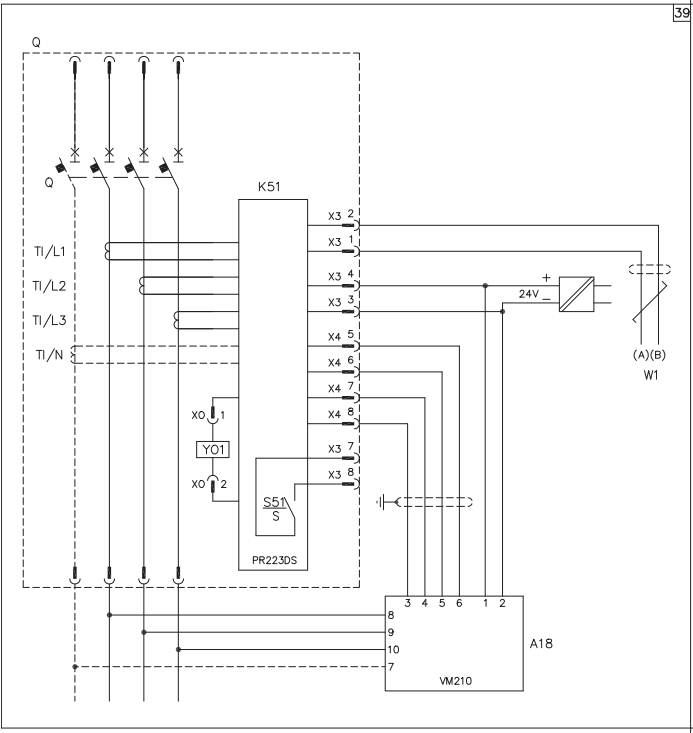 39
Q
Q
K51
X3 2
TI/L1
X3 1
TI/L2
X3 4
+
24V
−
X3 3
TI/L3
X4 5
TI/N
(A)(B)
X4 6
W1
X4 7
X0 1
X4 8
Y01
X3 7
X0 2
X3 8
S51
S
PR223DS
3 4 5 6 1 2
8
9
A18
10
7
VM210